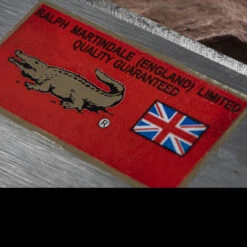 RALPH MARTINDALE (ENGLAND) LIMITED
QUALITY GUARANTEED
®